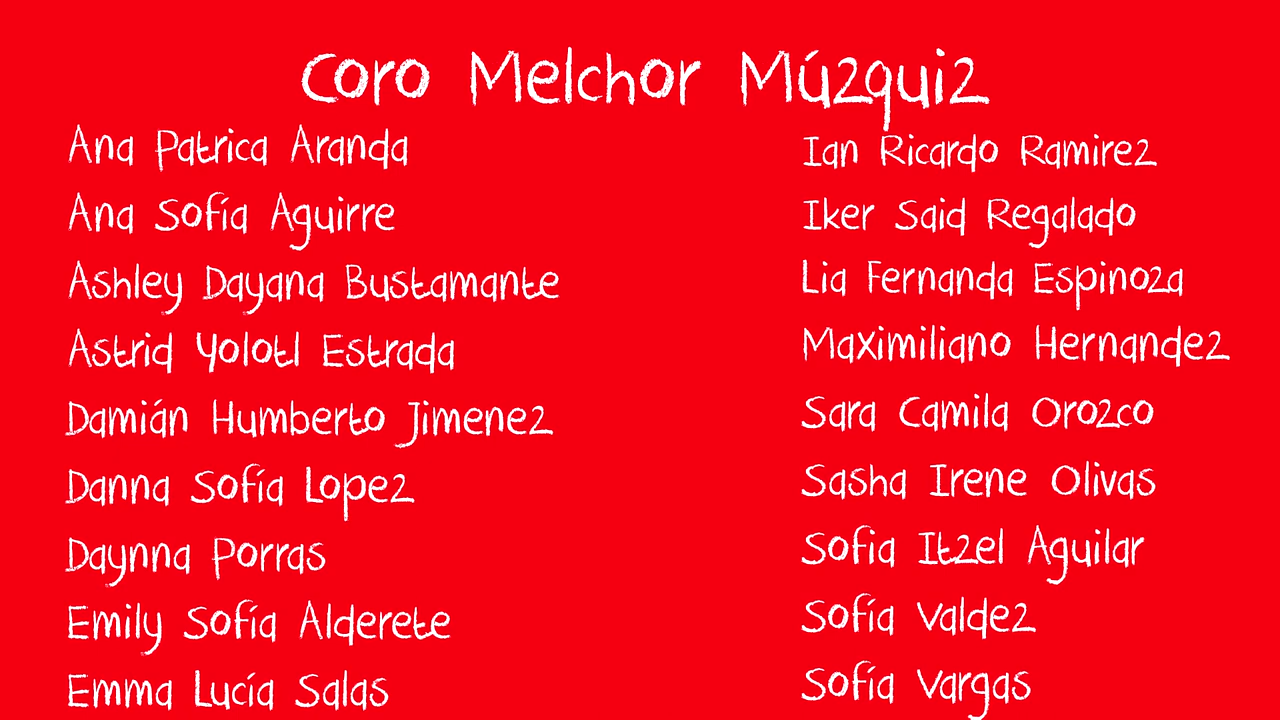 Coro Melchor Múzquiz
Ana Patrica Aranda
Ana Sofía Aguirre
Ashley Dayana Bustamante
Astrid Yolotl Estrada
Damián Humberto Jimenez
Danna Sofía Lopez
Daynna Porras
Emily Sofía Alderete
Emma Lucía Salas
Ian Ricardo Ramirez
Iker Said Regalado
Lia Fernanda Espinoza
Maximiliano Hernandez
Sara Camila Orozco
Sasha Irene Olivas
Sofia Itzel Aguilar
Sofía Valdez
Sofía Vargas